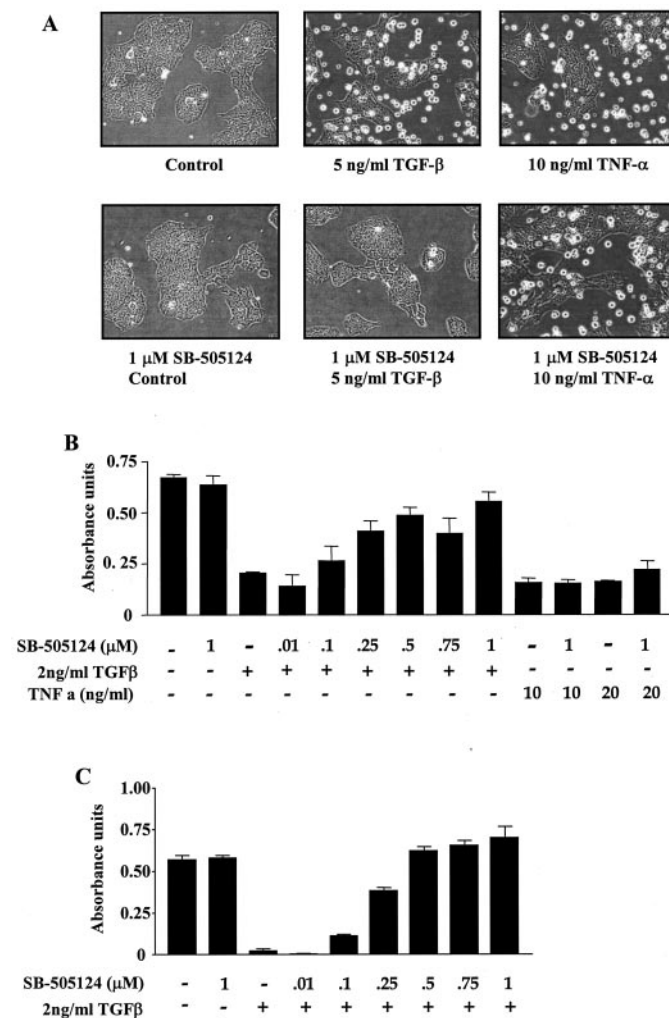 A
Control
5 ng/ml TGF-β
10 ng/ml TNF-α
1 μM SB-505124
Control
1 μM SB-505124
5 ng/ml TGF-β
1 μM SB-505124
10 ng/ml TNF-α
B
Absorbance units
0.75
0.50
0.25
0
SB-505124 (μM) - 1 - .01 .1 .25 .5 .75 1 - 1 - 1
2ng/ml TGFβ - - + + + + + + + - - - -
TNF a (ng/ml) - - - - - - - - - 10 10 20 20
C
Absorbance units
1.00
0.75
0.50
0.25
0
SB-505124 (μM) - 1 - .01 .1 .25 .5 .75 1
2ng/ml TGFβ - - + + + + + + +